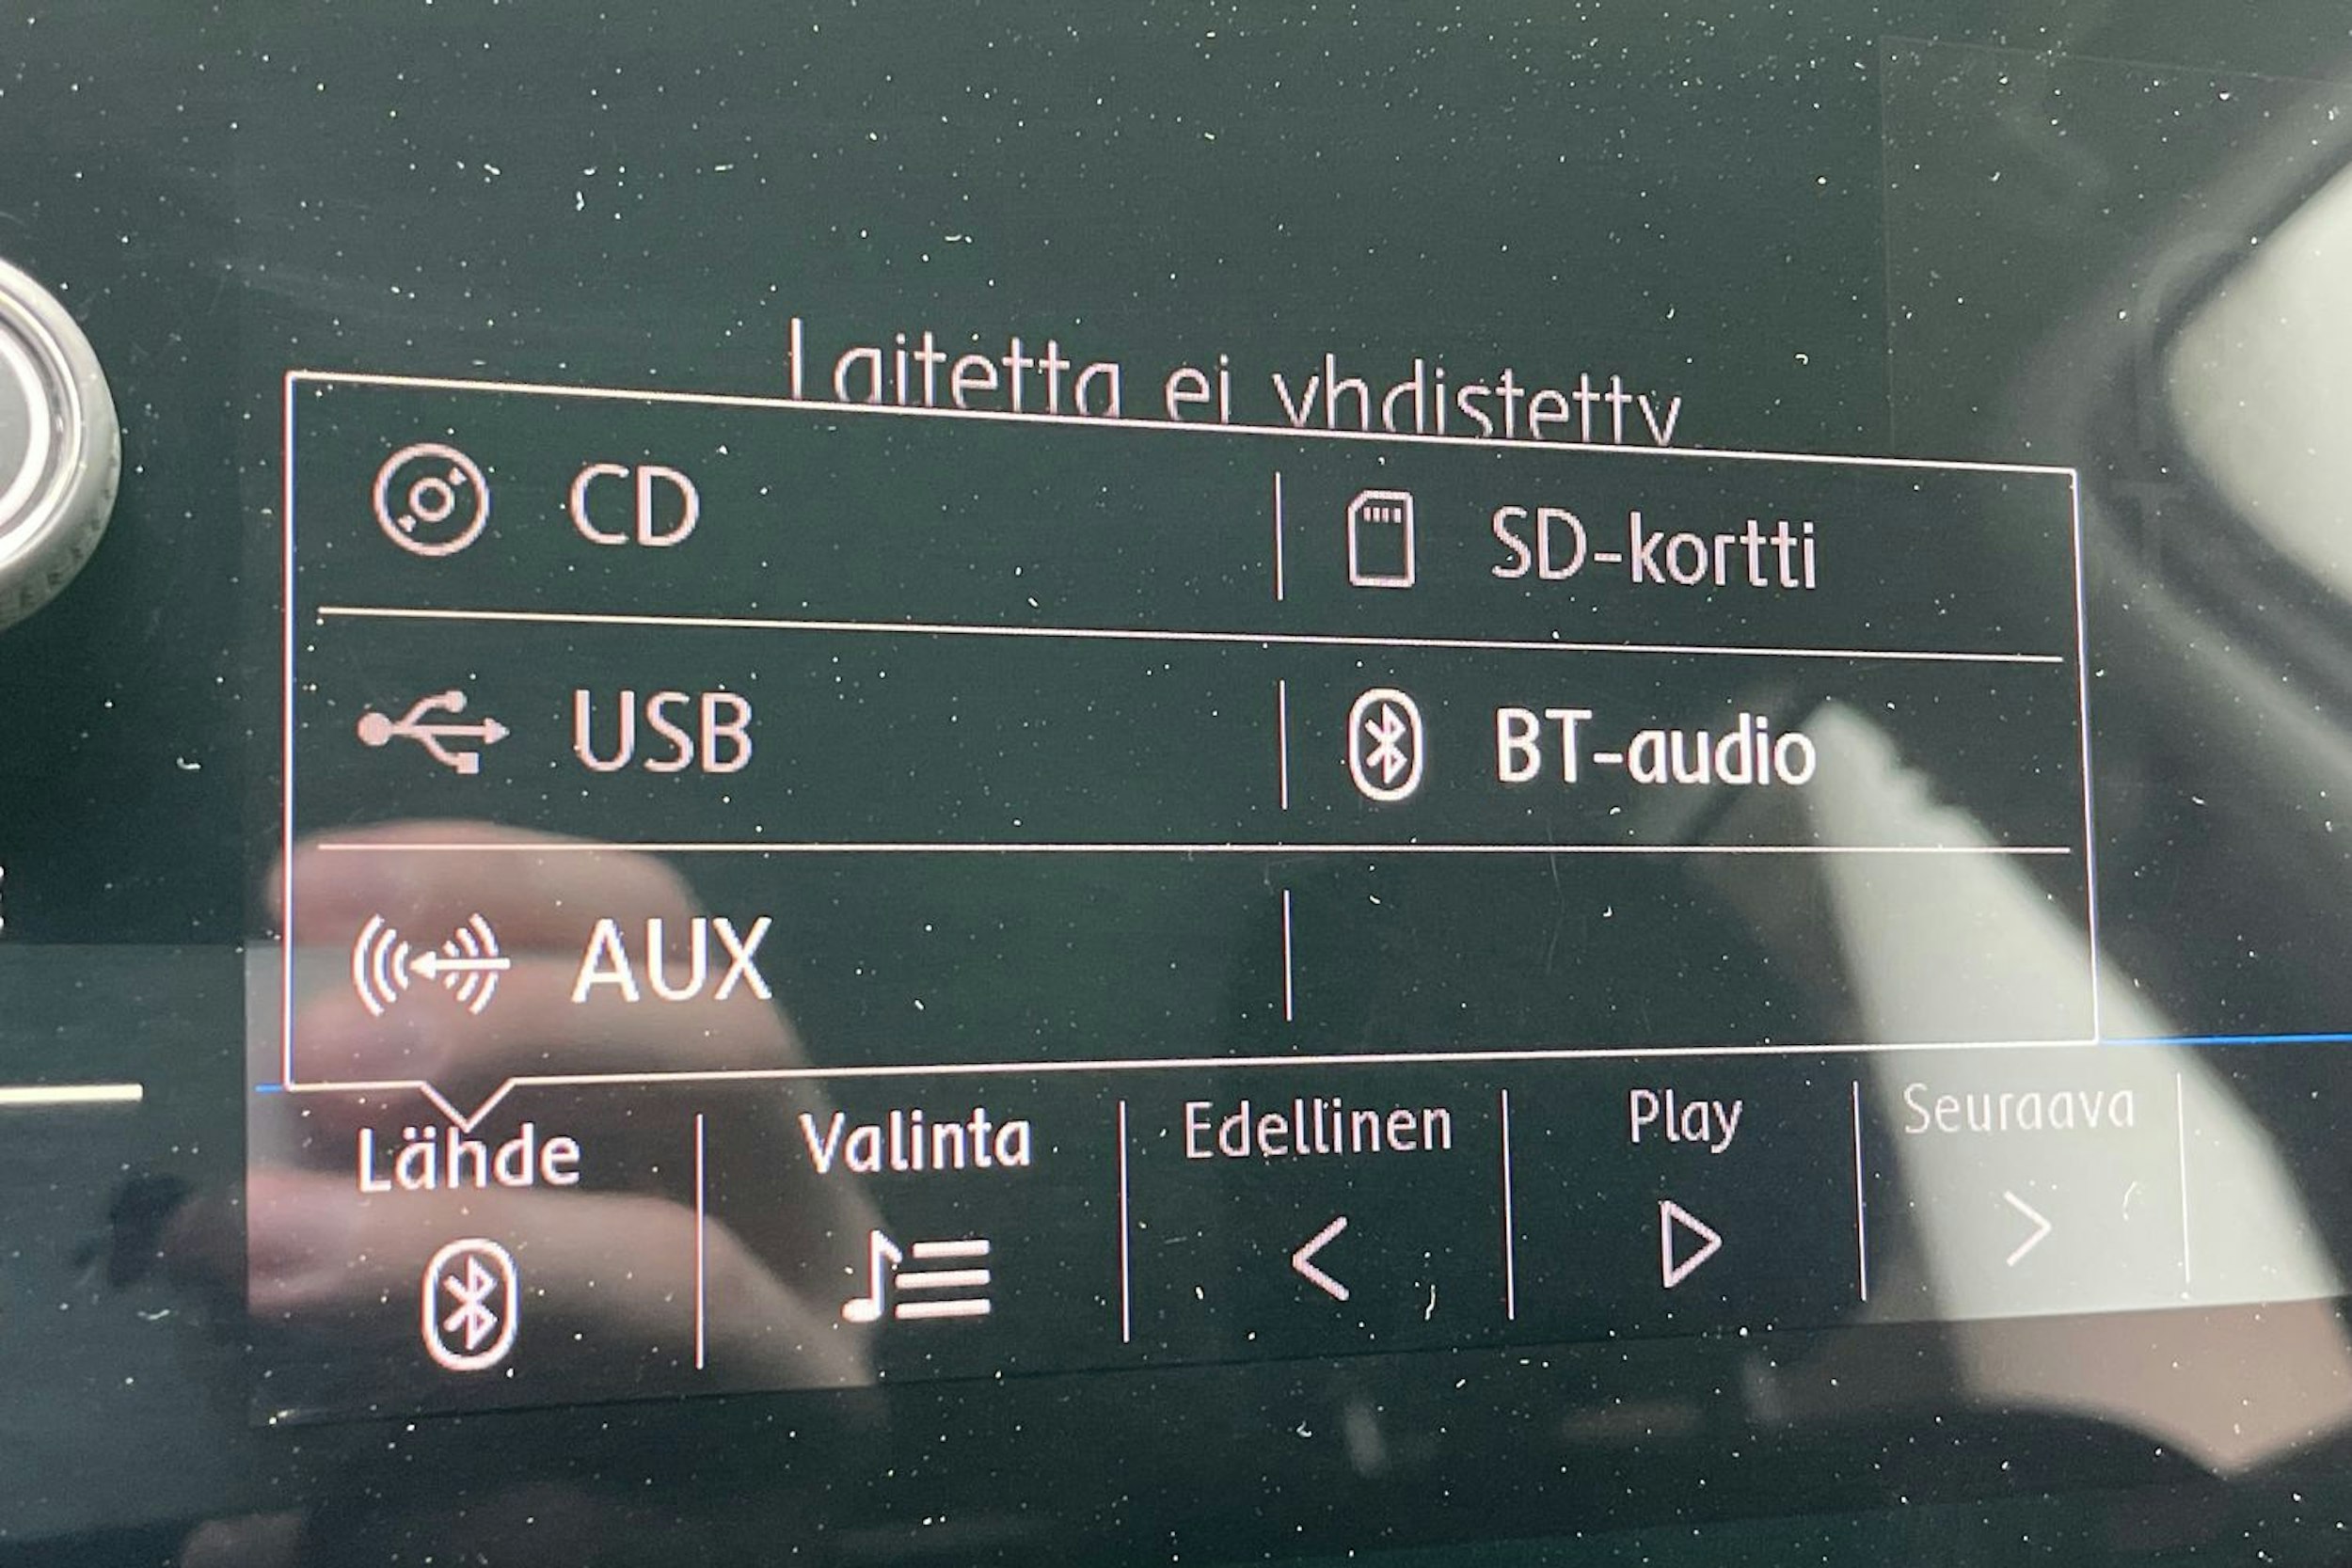 Laitetta ei yhdistetty
CD
SD-kortti
USB
BT-audio
AUX
Lähde
Valinta
Edellinen
Play
Seuraava